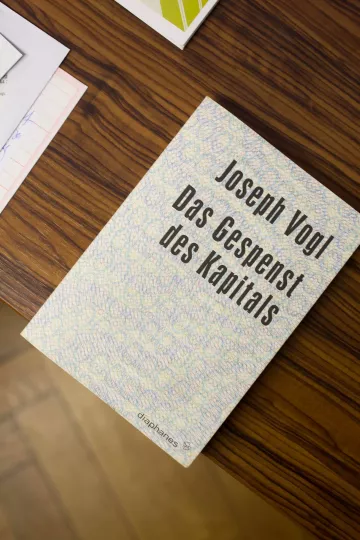 Joseph Vogl
Das Gespenst
des Kapitals
diaphanes